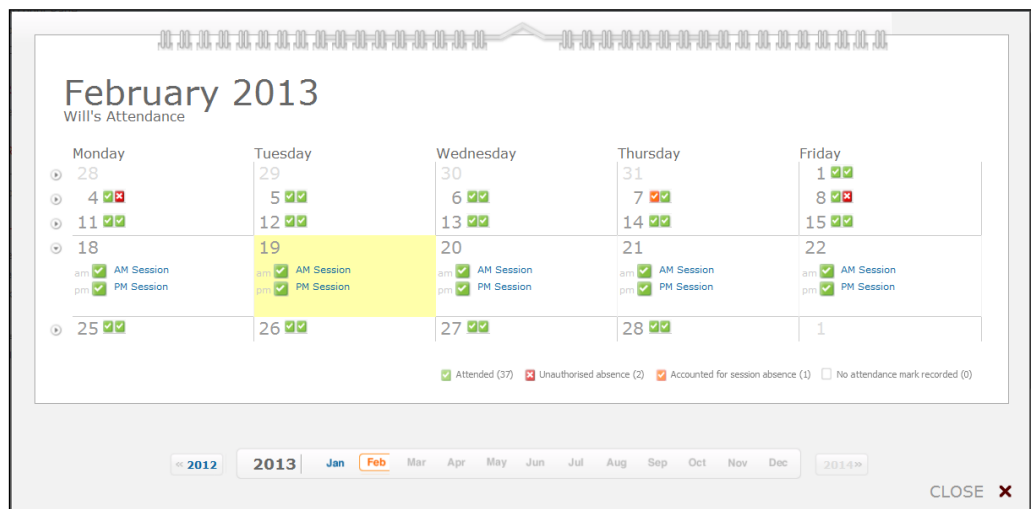 February 2013
Will's Attendance
Monday Tuesday Wednesday Thursday Friday
28 29 30 31 1
4 5 6 7 8
11 12 13 14 15
18 19 20 21 22
am AM Session am AM Session am AM Session am AM Session am AM Session
pm PM Session pm PM Session pm PM Session pm PM Session pm PM Session
25 26 27 28 1
Attended (37) Unauthorised absence (2) Accounted for session absence (1) No attendance mark recorded (0)
« 2012 2013 Jan Feb Mar Apr May Jun Jul Aug Sep Oct Nov Dec 2014»
CLOSE